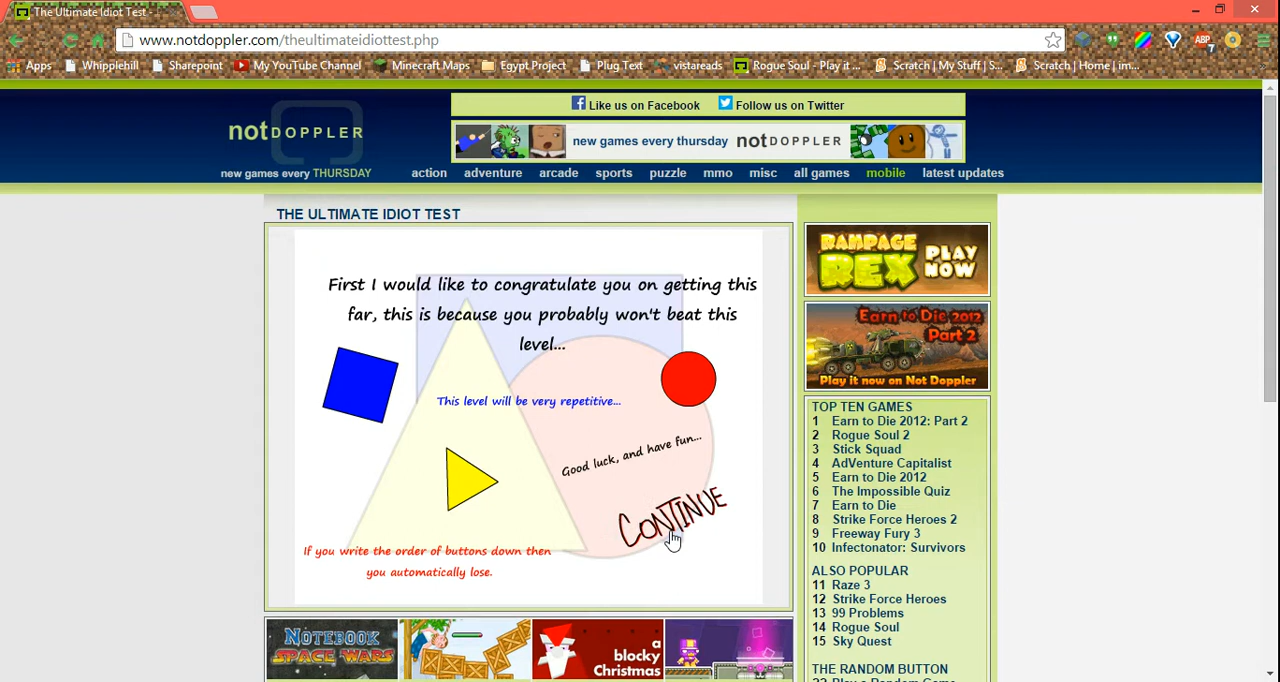 The Ultimate Idiot Test -
www.notdoppler.com/theultimateidiottest.php
ABP
7
Apps Whipplehill Sharepoint My YouTube Channel Minecraft Maps Egypt Project Plug Text vistareads Rogue Soul - Play it ... Scratch | My Stuff | S... Scratch | Home | im...
Like us on Facebook Follow us on Twitter
notDOPPLER
new games every thursday notDOPPLER
new games every THURSDAY
action adventure arcade sports puzzle mmo misc all games mobile latest updates
THE ULTIMATE IDIOT TEST
First I would like to congratulate you on getting this
far, this is because you probably won't beat this
level...
This level will be very repetitive...
Good luck, and have fun...
CONTINUE
If you write the order of buttons down then
you automatically lose.
RAMPAGE
REX
PLAY
NOW
Earn to Die 2012
Part 2
Play it now on Not Doppler
TOP TEN GAMES
1 Earn to Die 2012: Part 2
2 Rogue Soul 2
3 Stick Squad
4 AdVenture Capitalist
5 Earn to Die 2012
6 The Impossible Quiz
7 Earn to Die
8 Strike Force Heroes 2
9 Freeway Fury 3
10 Infectonator: Survivors
ALSO POPULAR
11 Raze 3
12 Strike Force Heroes
13 99 Problems
14 Rogue Soul
15 Sky Quest
THE RANDOM BUTTON
NOTEBOOK
SPACE WARS
a
blocky
Christmas